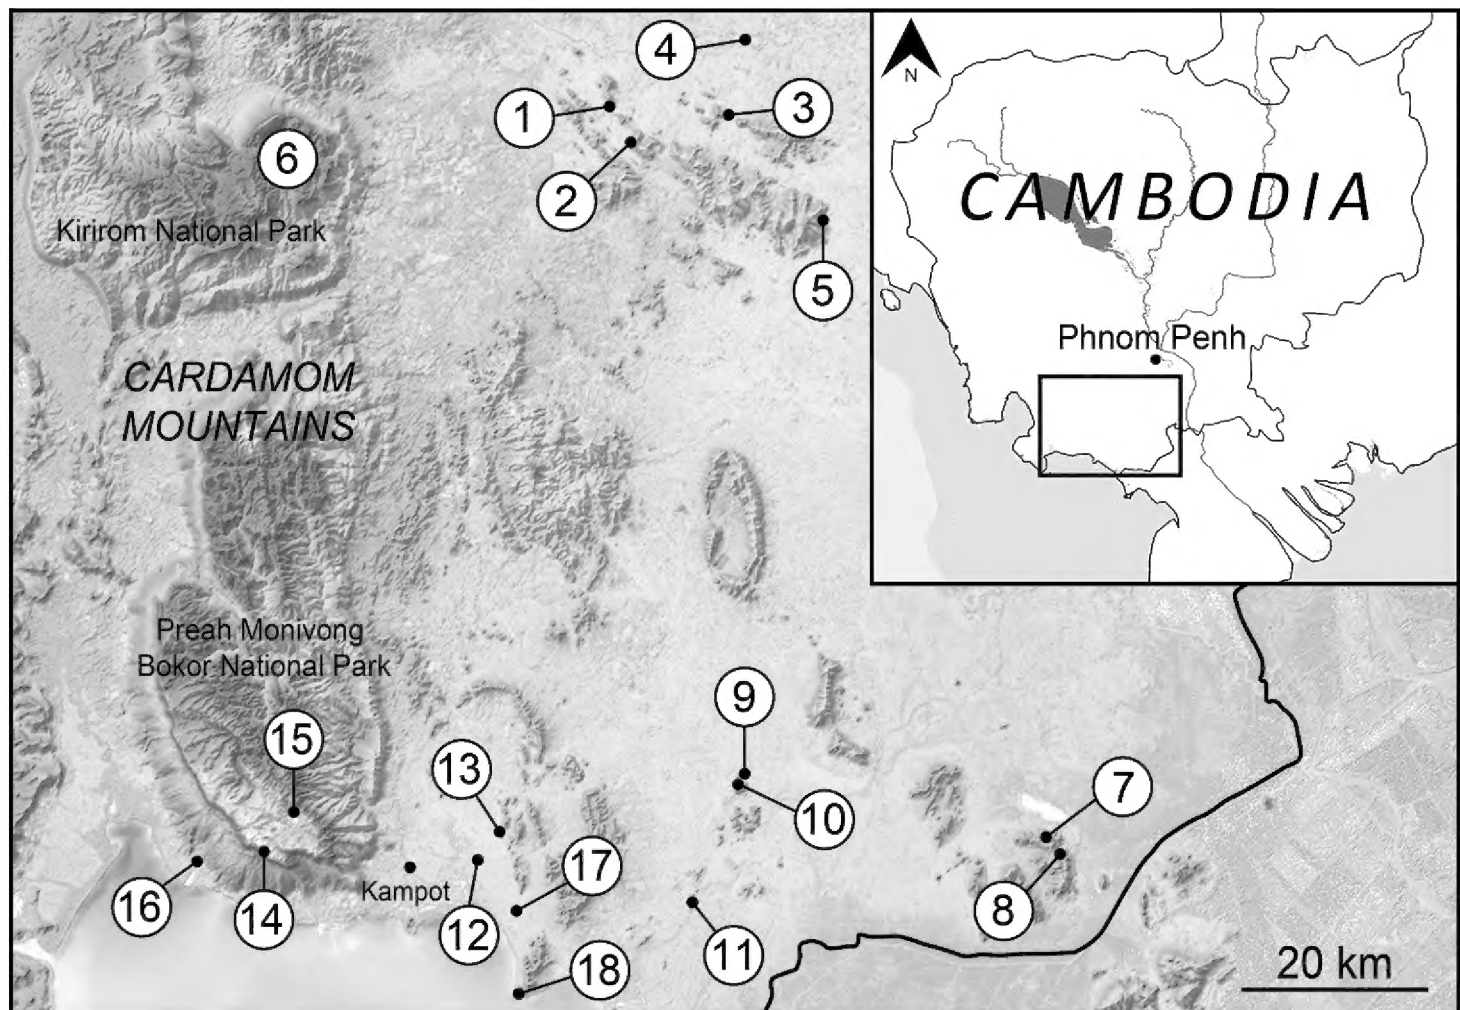 4
1
3
2
6
5
Kirirom National Park
CARDAMOM
MOUNTAINS
N
CAMBODIA
Phnom Penh
Preah Monivong
Bokor National Park
15
9
13
10
7
16
14
Kampot
12
17
11
8
18
20 km